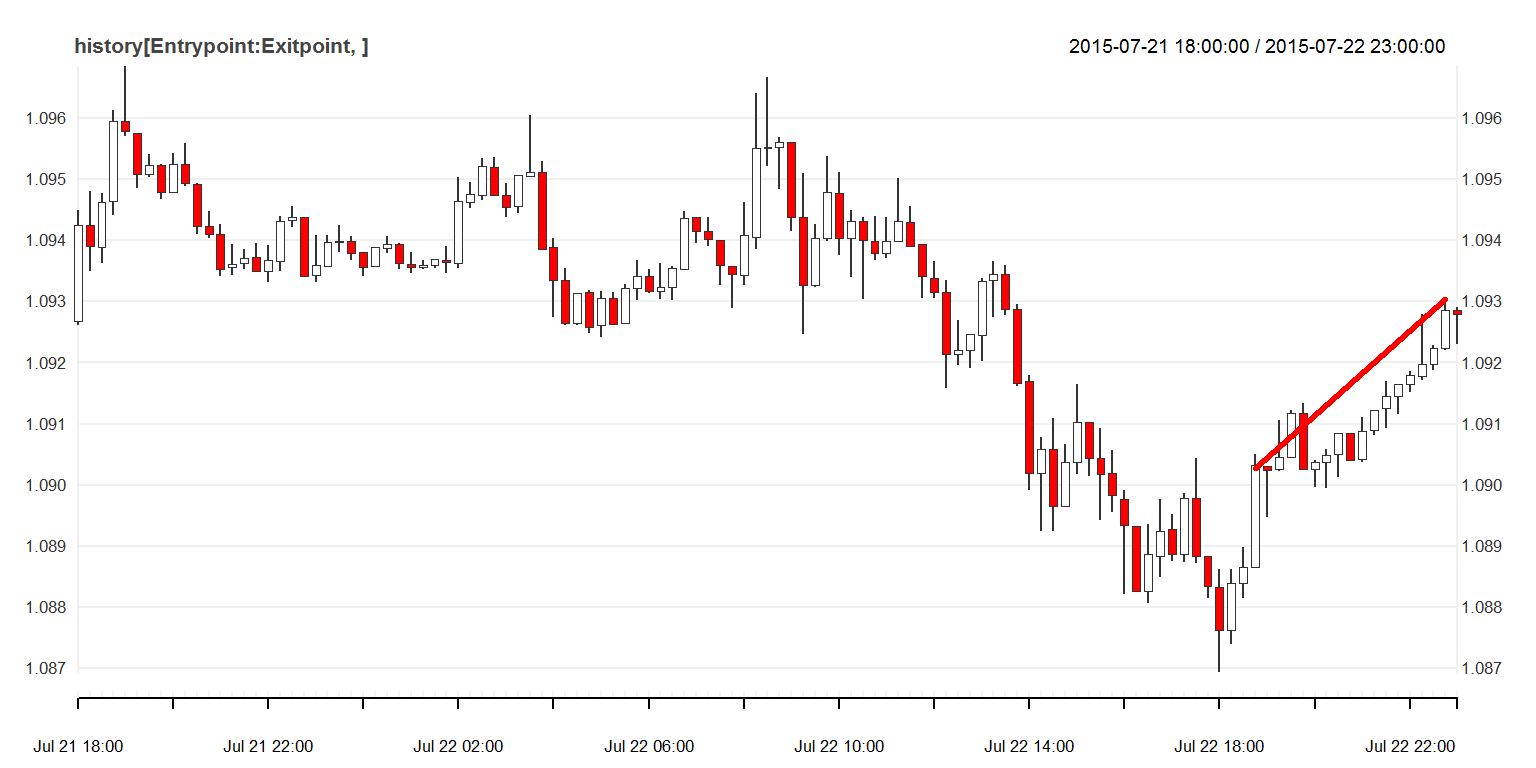 history[Entrypoint:Exitpoint, ]
2015-07-21 18:00:00 / 2015-07-22 23:00:00
1.096
1.096
1.095
1.095
1.094
1.094
1.093
1.093
1.092
1.092
1.091
1.091
1.090
1.090
1.089
1.089
1.088
1.088
1.087
1.087
Jul 21 18:00
Jul 21 22:00
Jul 22 02:00
Jul 22 06:00
Jul 22 10:00
Jul 22 14:00
Jul 22 18:00
Jul 22 22:00